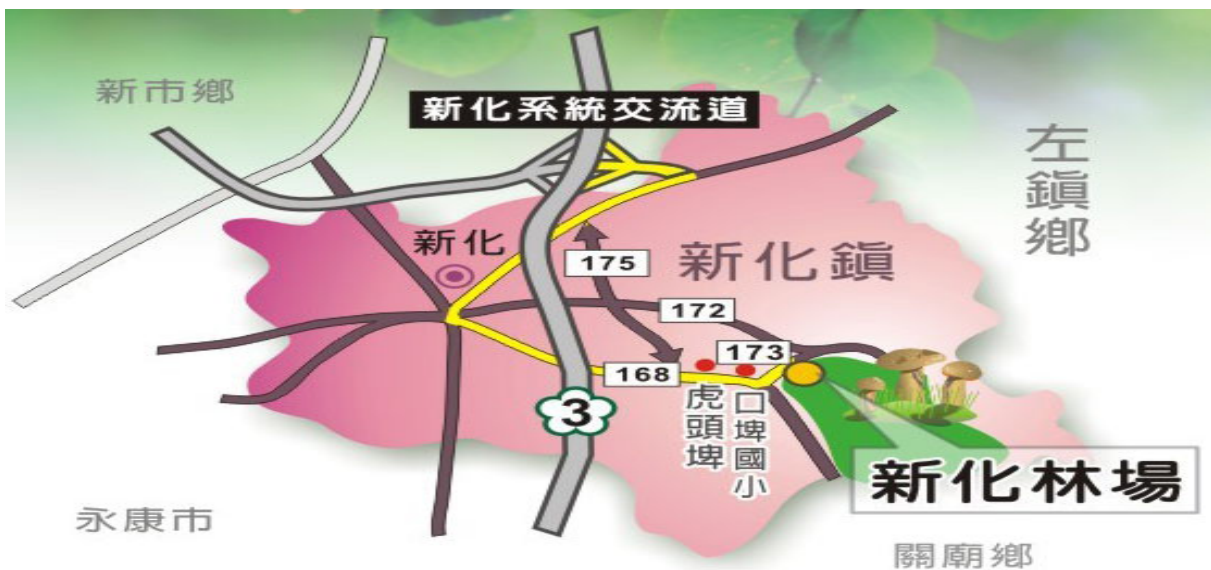 新市鄉
新化系統交流道
左鎮鄉
新化
175
新化鎮
172
173
168
3
虎頭埤
口埤國小
新化林場
永康市
關廟鄉